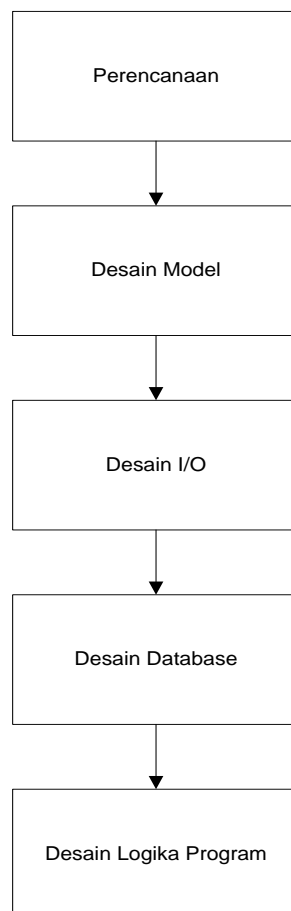 Perencanaan
Desain Model
Desain I/O
Desain Database
Desain Logika Program